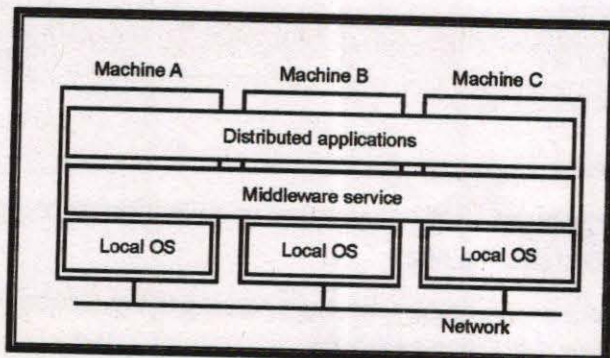 Machine A Machine B Machine C
Distributed applications
Middleware service
Local OS Local OS Local OS
Network